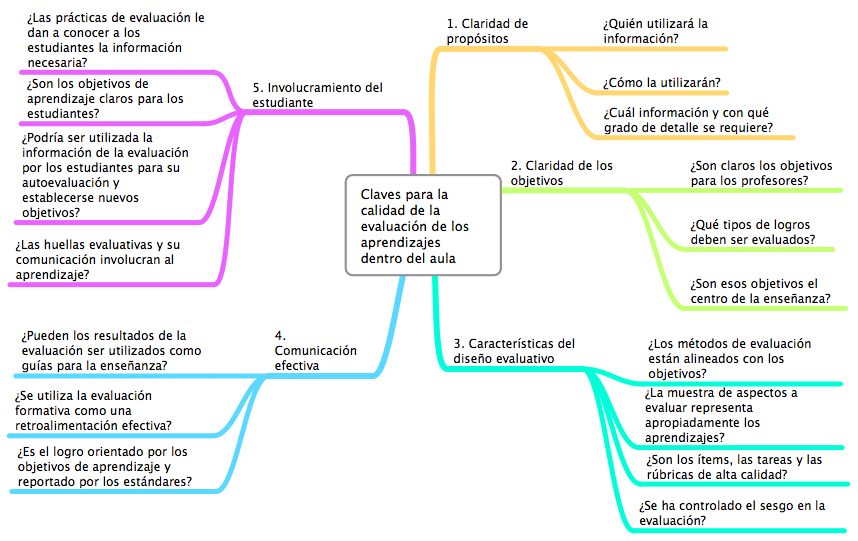 Claves para la
calidad de la
evaluación de los
aprendizajes
dentro del aula
1. Claridad de
propósitos
¿Quién utilizará la
información?
¿Cómo la utilizarán?
¿Cuál información y con qué
grado de detalle se requiere?
2. Claridad de los
objetivos
¿Son claros los objetivos
para los profesores?
¿Qué tipos de logros
deben ser evaluados?
¿Son esos objetivos el
centro de la enseñanza?
3. Características del
diseño evaluativo
¿Los métodos de evaluación
están alineados con los
objetivos?
¿La muestra de aspectos a
evaluar representa
apropiadamente los
aprendizajes?
¿Son los ítems, las tareas y las
rúbricas de alta calidad?
¿Se ha controlado el sesgo en la
evaluación?
4.
Comunicación
efectiva
¿Pueden los resultados de la
evaluación ser utilizados como
guías para la enseñanza?
¿Se utiliza la evaluación
formativa como una
retroalimentación efectiva?
¿Es el logro orientado por los
objetivos de aprendizaje y
reportado por los estándares?
5. Involucramiento del
estudiante
¿Las prácticas de evaluación le
dan a conocer a los
estudiantes la información
necesaria?
¿Son los objetivos de
aprendizaje claros para los
estudiantes?
¿Podría ser utilizada la
información de la evaluación
por los estudiantes para su
autoevaluación y
establecerse nuevos
objetivos?
¿Las huellas evaluativas y su
comunicación involucran al
aprendizaje?